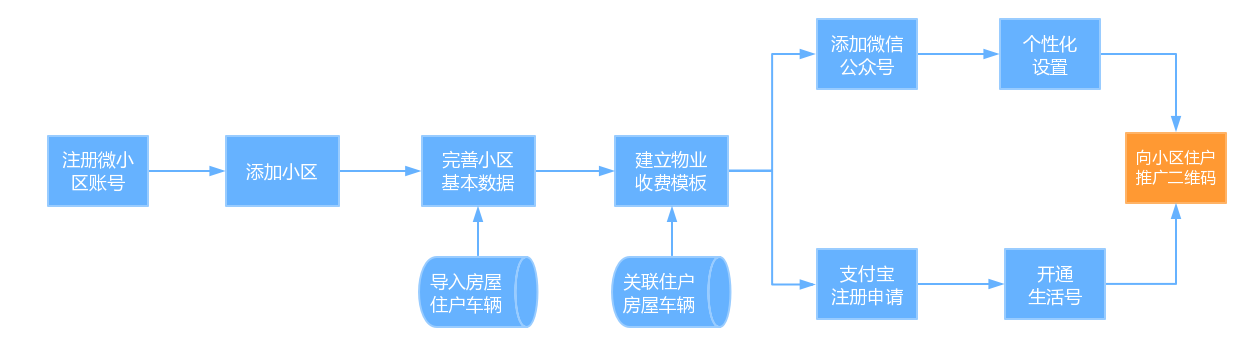 添加微信
公众号
个性化
设置
注册微小
区账号
添加小区
完善小区
基本数据
建立物业
收费模板
向小区住户
推广二维码
导入房屋
住户车辆
关联住户
房屋车辆
支付宝
注册申请
开通
生活号